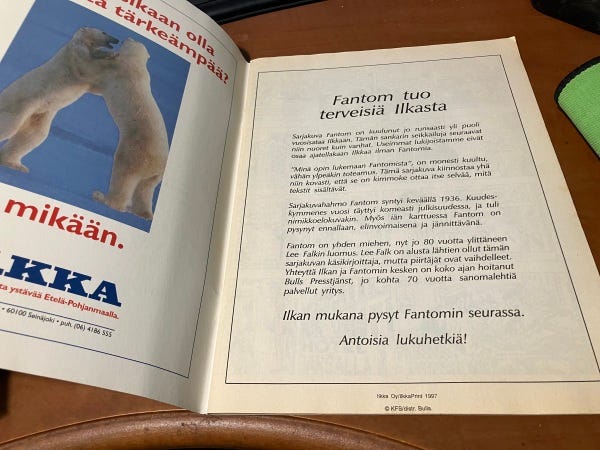 kaan olla
tärkeämpää?
mikään.
LKKA
ta ystävää Etelä-Pohjanmaalla.
• 60100 Seinäjoki • puh. (06) 4186 555
Fantom tuo
terveisiä Ilkasta
Sarjakuva Fantom on kuulunut jo runsaasti yli puoli
vuosisataa Ilkkaan. Tämän sankarin seikkailuja seuraavat
niin nuoret kuin vanhat. Useimmat lukijoistamme eivät
osaa ajatellakaan Ilkkaa ilman Fantomia.
"Minä opin lukemaan Fantomista", on monesti kuultu,
vähän ylpeäkin toteamus. Tämä sarjakuva kiinnostaa yhä
niin kovasti, että se on kimmoke ottaa itse selvää, mitä
tekstit sisältävät.
Sarjakuvahahmo Fantom syntyi keväällä 1936. Kuudes-
kymmenes vuosi täyttyi komeasti julkisuudessa, ja tuli
nimikkoelokuvakin. Myös iän karttuessa Fantom on
pysynyt ennallaan, elinvoimaisena ja jännittävänä.
Fantom on yhden miehen, nyt jo 80 vuotta ylittäneen
Lee Falkin luomus. Lee Falk on alusta lähtien ollut tämän
sarjakuvan käsikirjoittaja, mutta piirtäjät ovat vaihdelleet.
Yhteyttä Ilkan ja Fantomin kesken on koko ajan hoitanut
Bulls Presstjänst, jo kohta 70 vuotta sanomalehtiä
palvellut yritys.
Ilkan mukana pysyt Fantomin seurassa.
Antoisia lukuhetkiä!
Ilkka Oy/IlkkaPrint 1997
© KFS/distr. Bulls